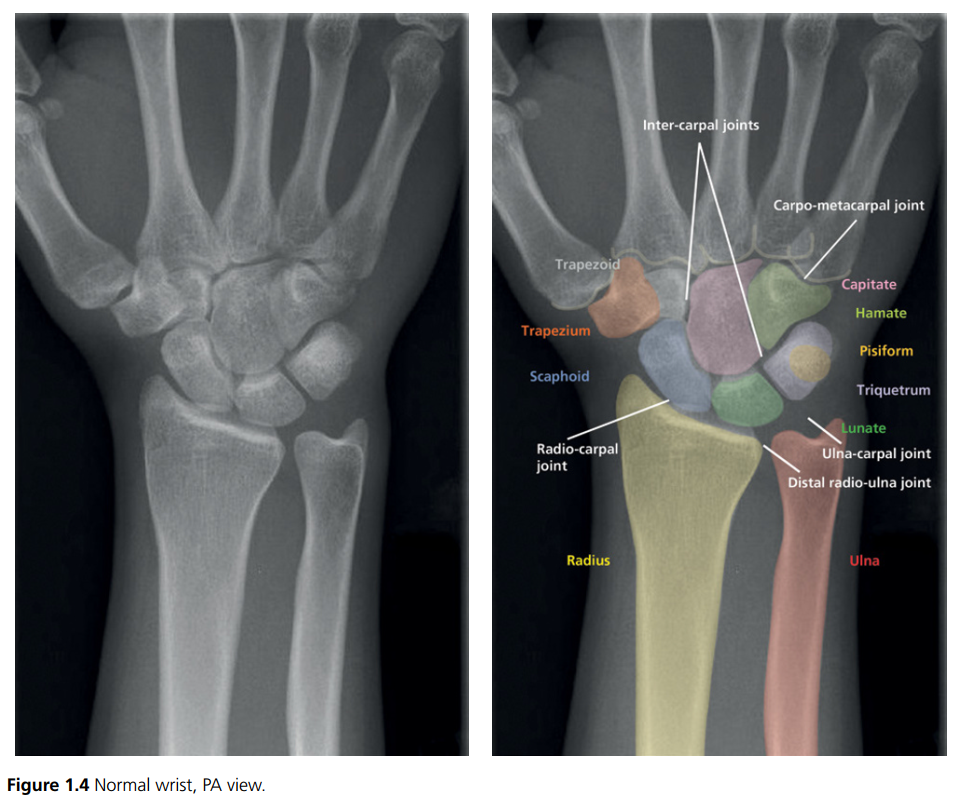 Inter-carpal joints
Carpo-metacarpal joint
Trapezoid
Capitate
Hamate
Trapezium
Pisiform
Scaphoid
Triquetrum
Lunate
Radio-carpal
joint
Ulna-carpal joint
Distal radio-ulna joint
Radius
Ulna
Figure 1.4 Normal wrist, PA view.